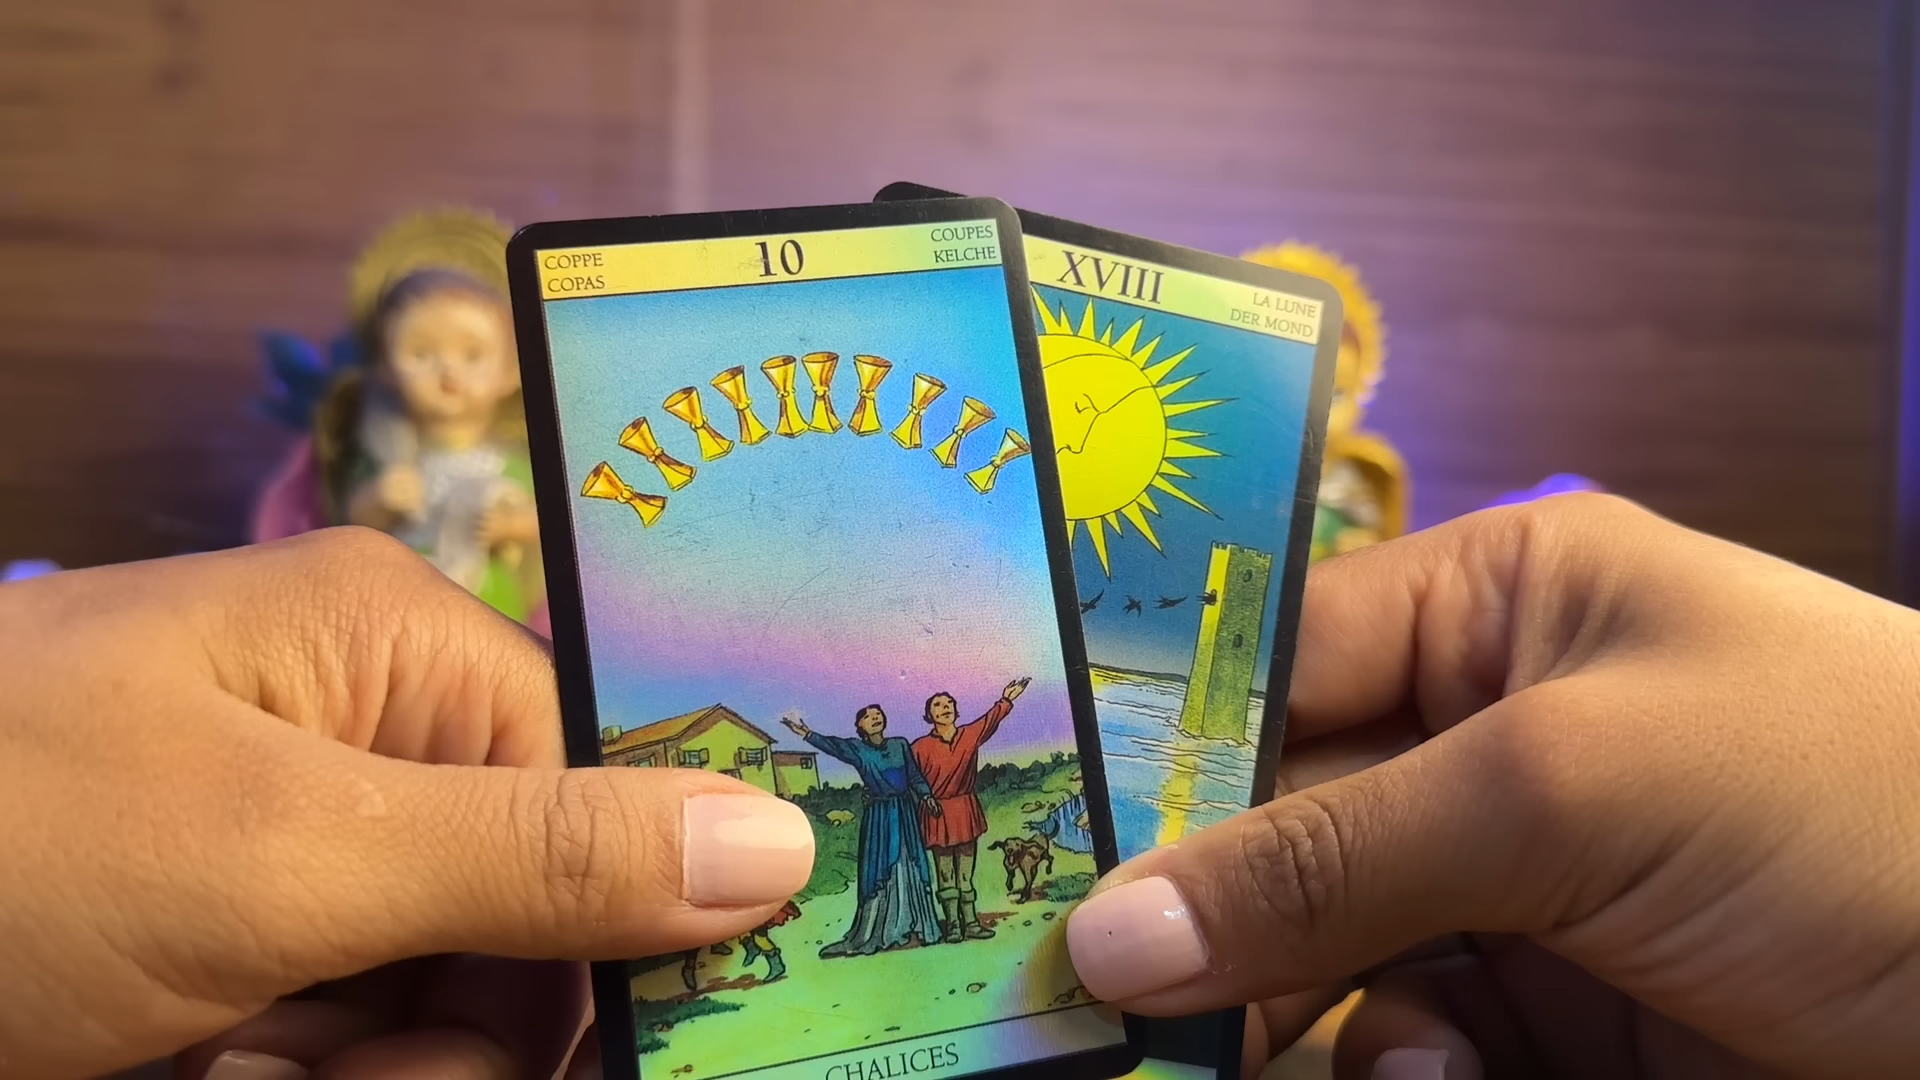 COPPE
COPAS
10
COUPES
KELCHE
CHALICES
XVIII
LA LUNE
DER MOND